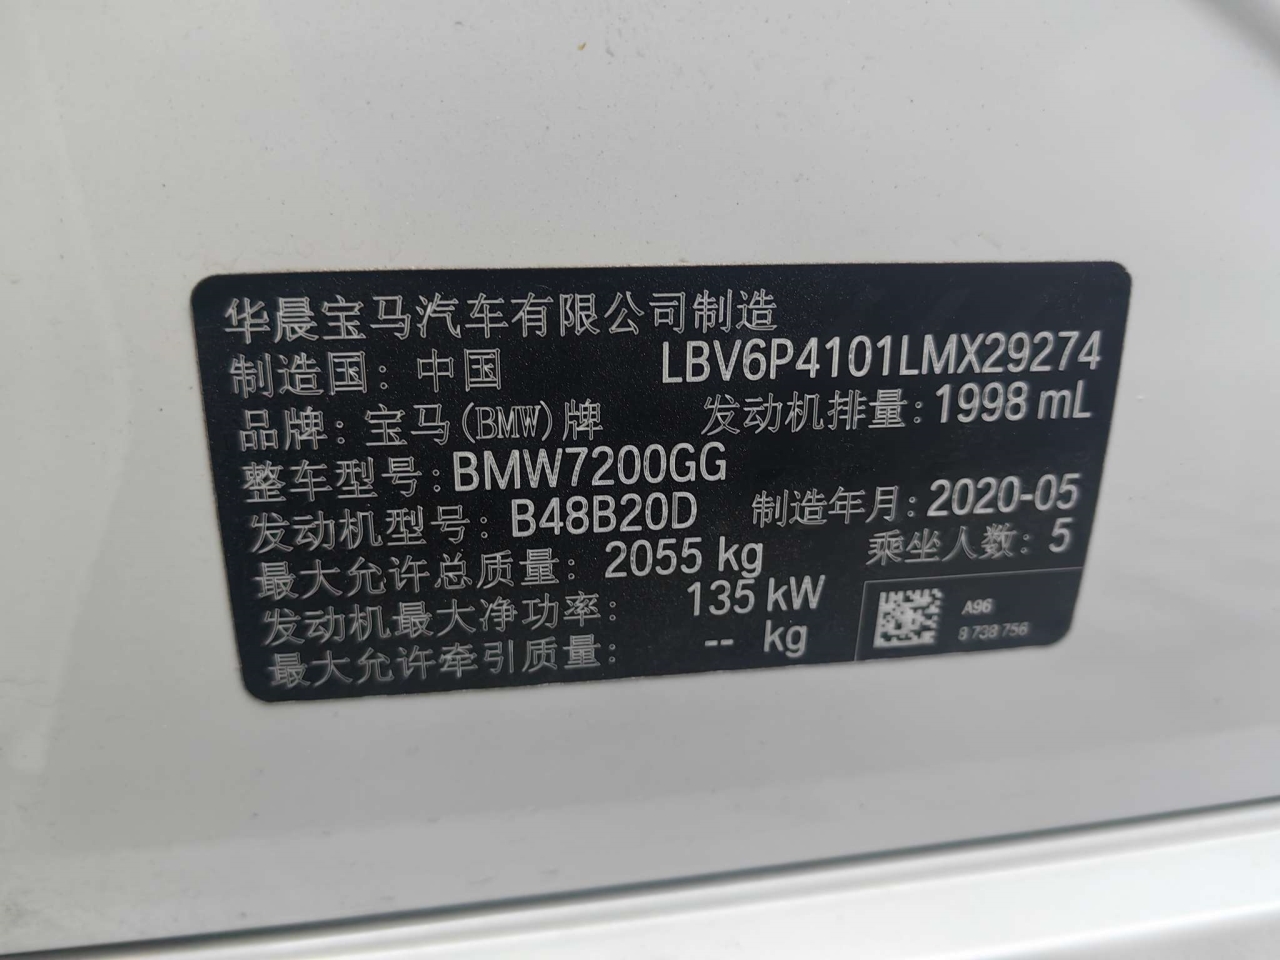 华晨宝马汽车有限公司制造
制造国：中国 LBV6P4101LMX29274
品牌：宝马(BMW)牌 发动机排量：1998 mL
整车型号：BMW7200GG
发动机型号：B48B20D 制造年月：2020-05
最大允许总质量：2055 kg 乘坐人数：5
发动机最大净功率：135 kW
最大允许牵引质量：-- kg
A96
8 738 756